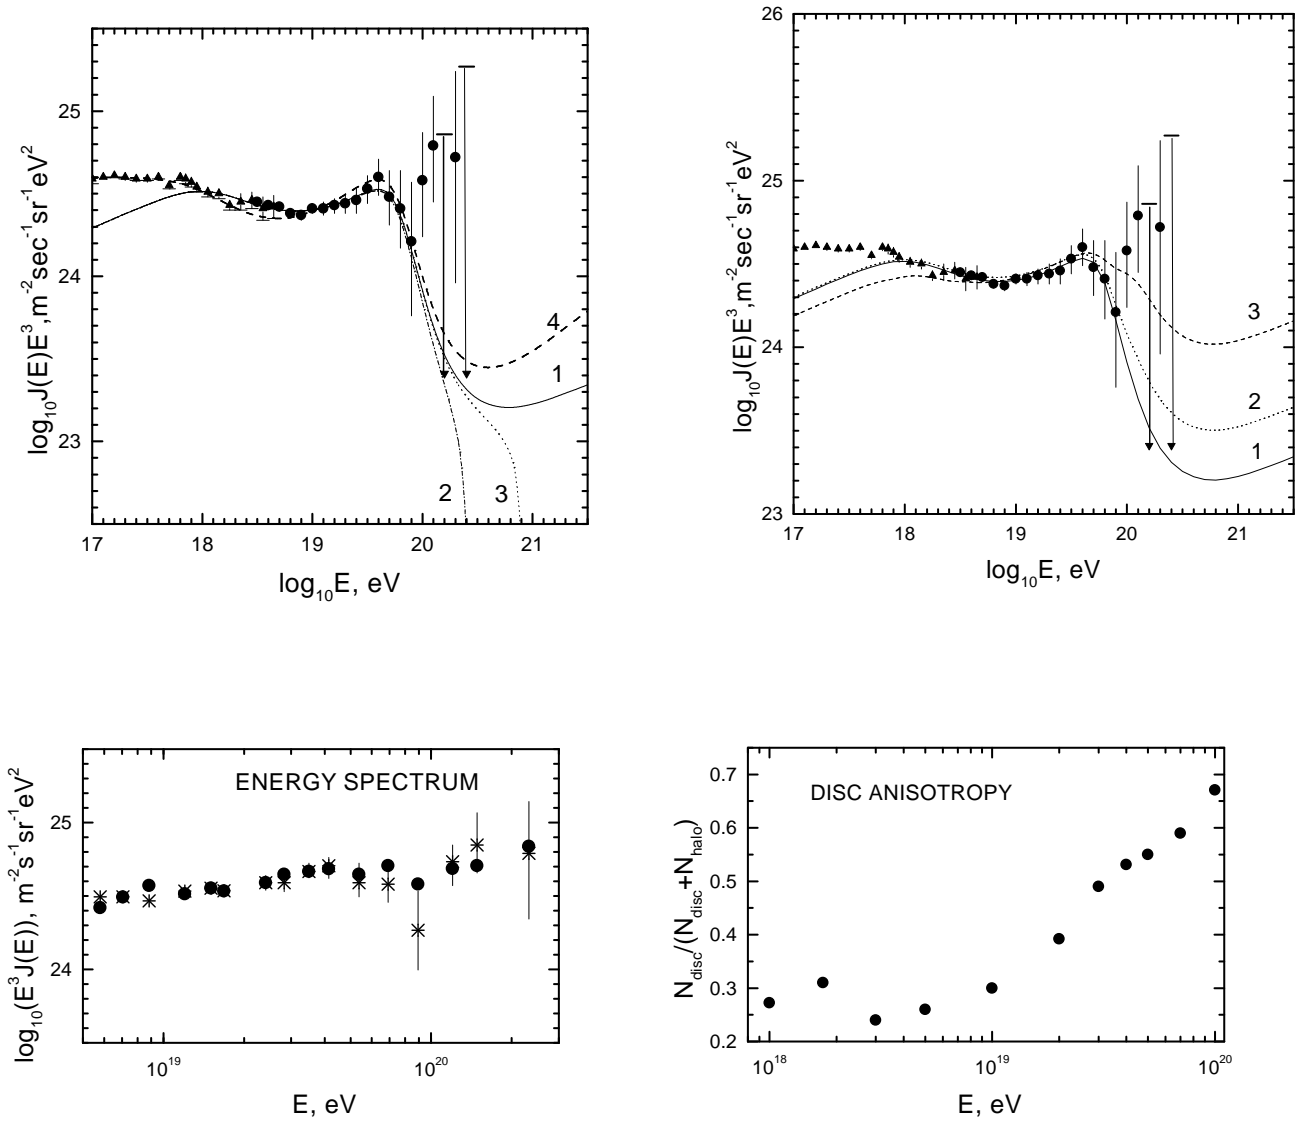 log₁₀J(E)E³,m⁻²sec⁻¹sr⁻¹eV²
25
24
23
4
1
2
3
17 18 19 20 21
log₁₀E, eV
log₁₀J(E)E³,m⁻²sec⁻¹sr⁻¹eV²
26
25
24
23
3
2
1
17 18 19 20 21
log₁₀E, eV
ENERGY SPECTRUM
log₁₀(E³J(E)), m⁻²s⁻¹sr⁻¹eV²
25
24
10¹⁹ 10²⁰
E, eV
DISC ANISOTROPY
N_disc/(N_disc+N_halo)
0.7
0.6
0.5
0.4
0.3
0.2
10¹⁸ 10¹⁹ 10²⁰
E, eV